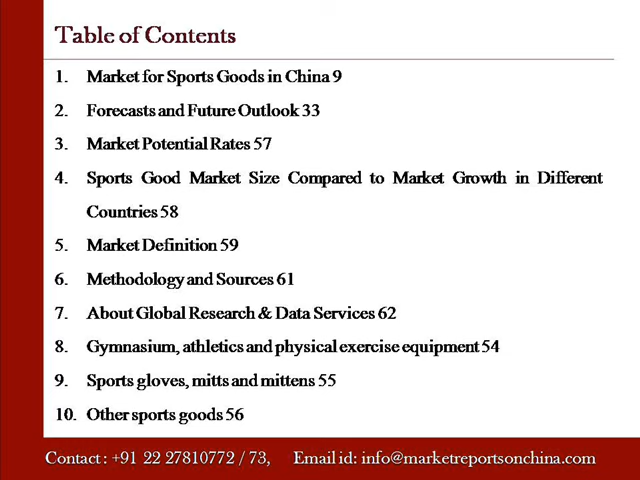 Table of Contents
1. Market for Sports Goods in China 9
2. Forecasts and Future Outlook 33
3. Market Potential Rates 57
4. Sports Good Market Size Compared to Market Growth in Different
Countries 58
5. Market Definition 59
6. Methodology and Sources 61
7. About Global Research & Data Services 62
8. Gymnasium, athletics and physical exercise equipment 54
9. Sports gloves, mitts and mittens 55
10. Other sports goods 56
Contact : +91 22 27810772 / 73, Email id: info@marketreportsonchina.com